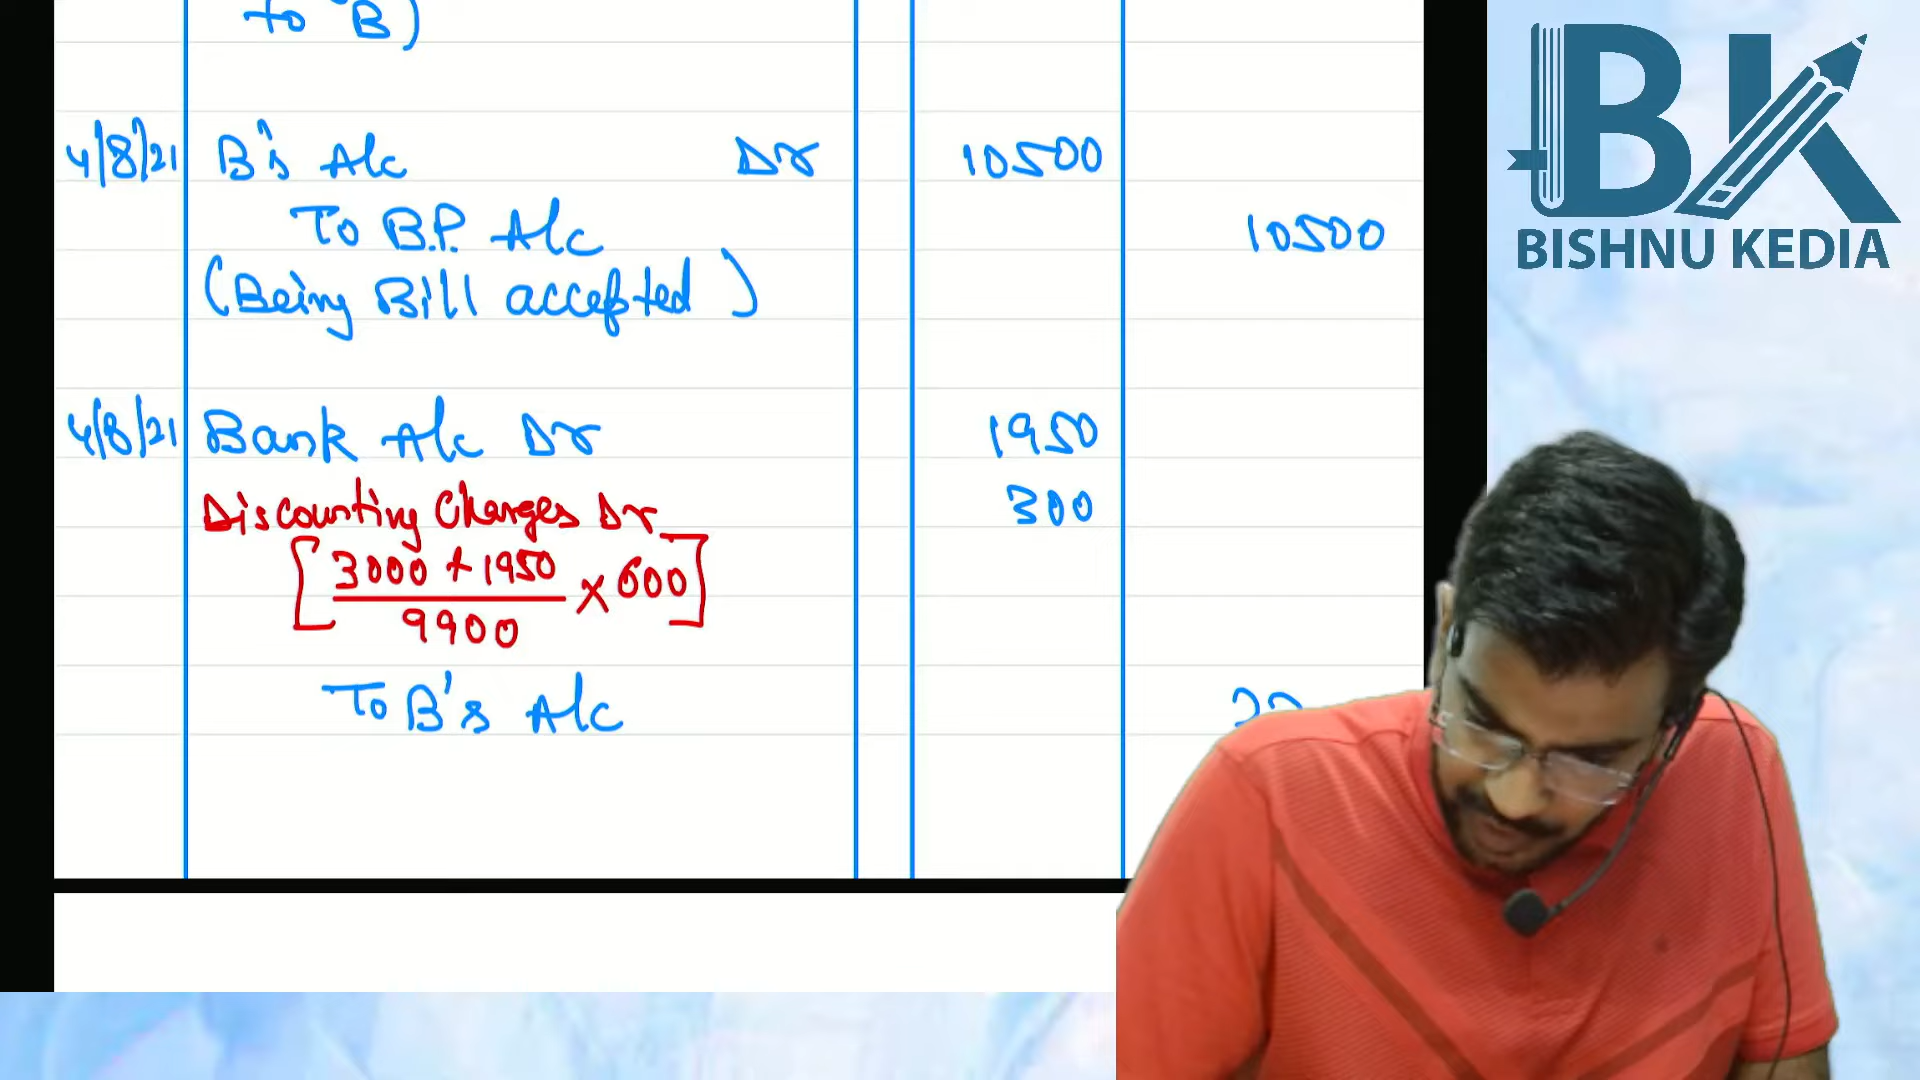 to B)
4/8/21 B's A/c Dr 10500
To B.P. A/c 10500
(Being Bill accepted)
4/8/21 Bank A/c Dr 1950
Discounting Charges Dr 300
[3000 + 1950
9900
× 600]
To B's A/c
BK
BISHNU KEDIA